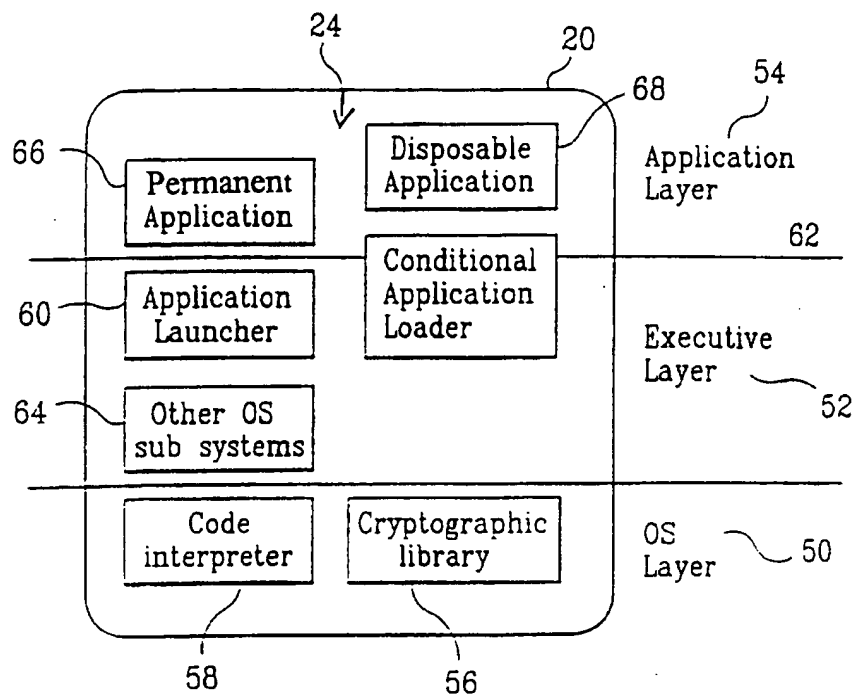 24
20
68
54
66
Disposable
Application
Permanent
Application
Application
Layer
62
60
Application
Launcher
Conditional
Application
Loader
Executive
Layer
52
64
Other OS
sub systems
Code
interpreter
Cryptographic
library
OS
Layer
50
58
56